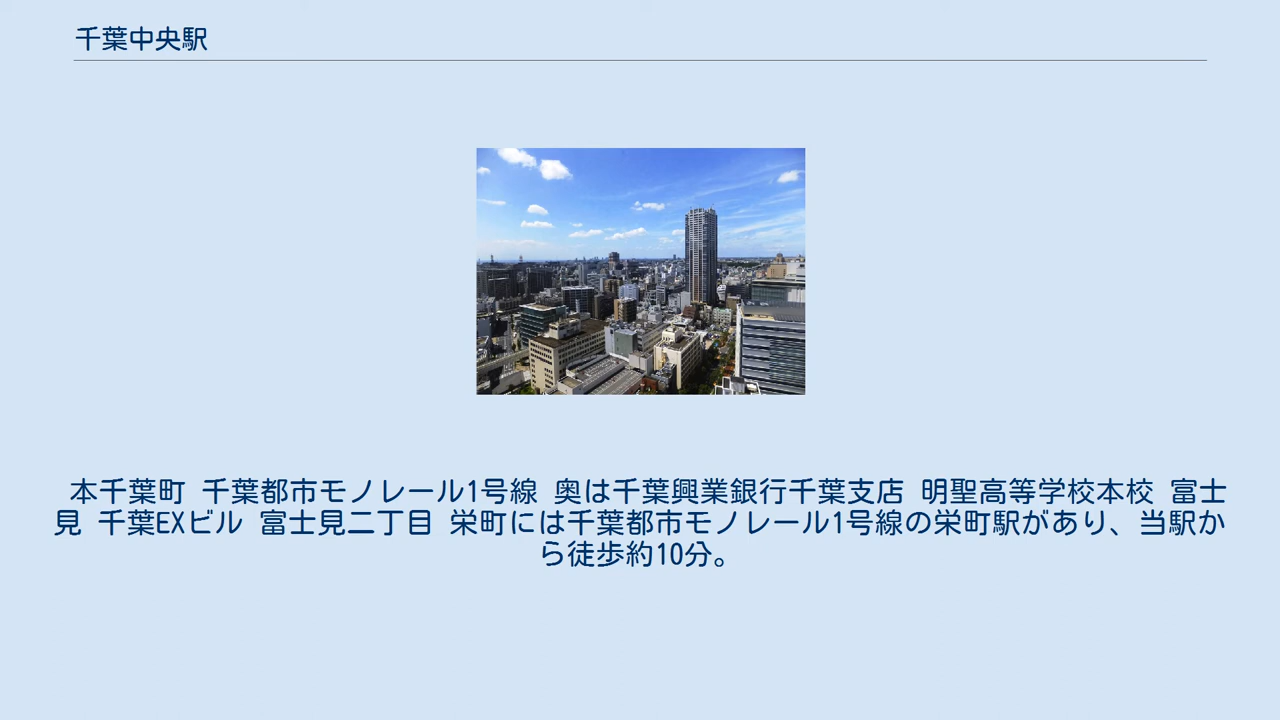 千葉中央駅
本千葉町 千葉都市モノレール1号線 奥は千葉興業銀行千葉支店 明聖高等学校本校 富士
見 千葉EXビル 富士見二丁目 栄町には千葉都市モノレール1号線の栄町駅があり、当駅か
ら徒歩約10分。